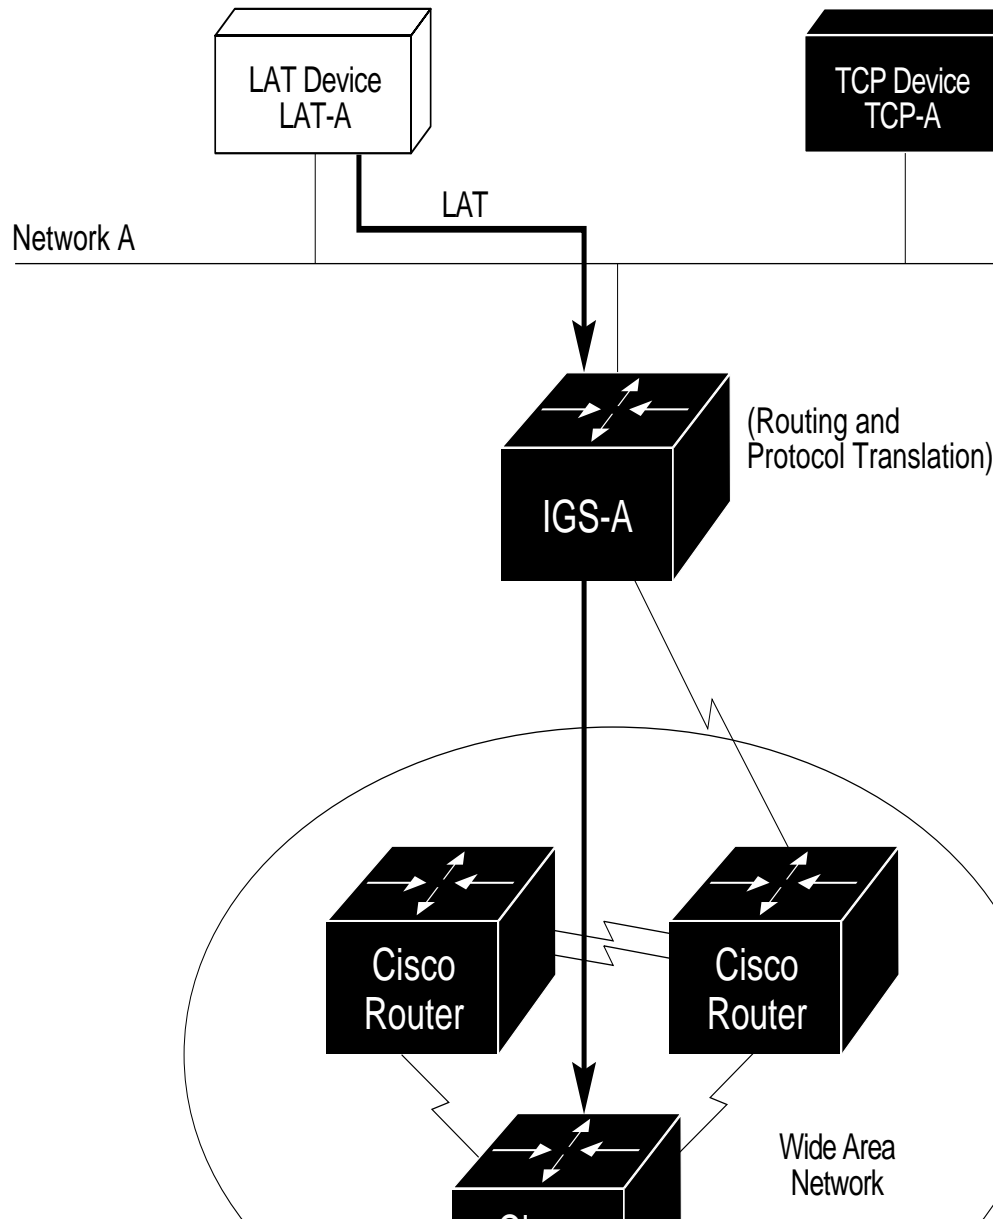 LAT Device
LAT-A
TCP Device
TCP-A
LAT
Network A
(Routing and
Protocol Translation)
IGS-A
Cisco
Router
Cisco
Router
Wide Area
Network